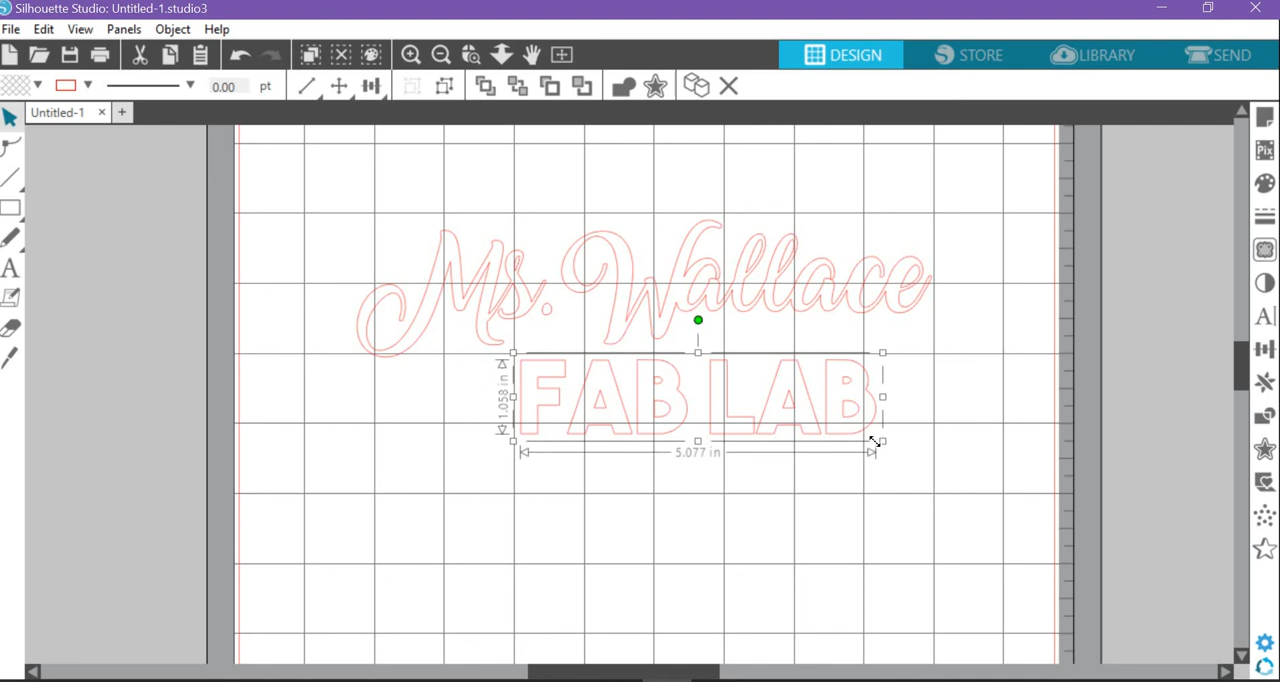 Silhouette Studio: Untitled-1.studio3
File Edit View Panels Object Help
DESIGN STORE LIBRARY SEND
0.00 pt
Untitled-1
Pix
Ms. Wallace
FAB LAB
1.058 in
5.077 in